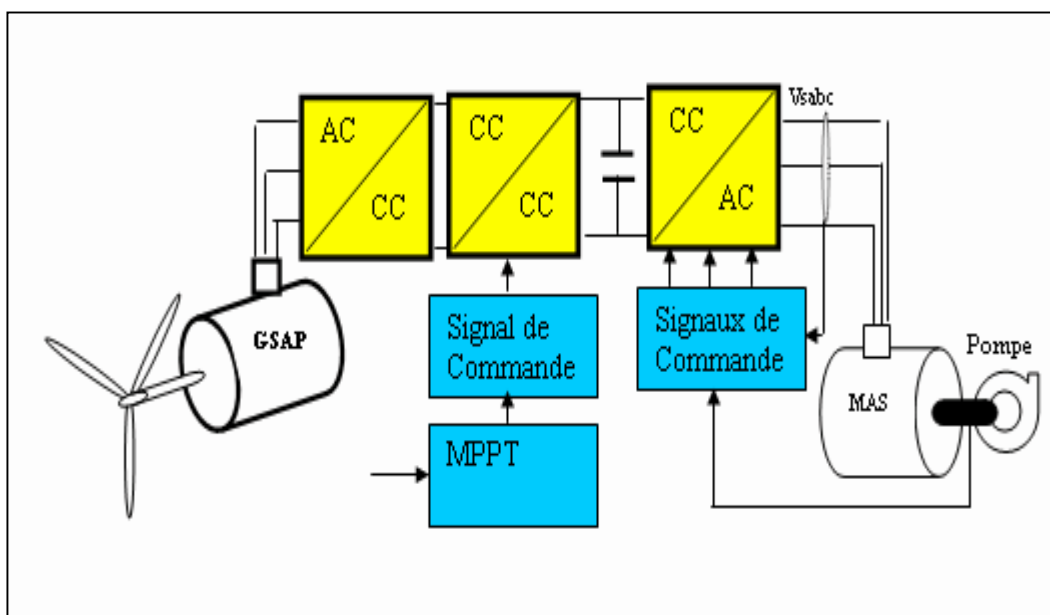 Vsabc
AC
CC
CC
CC
CC
AC
GSAP
Signal de
Commande
Signaux de
Commande
Pompe
MAS
MPPT